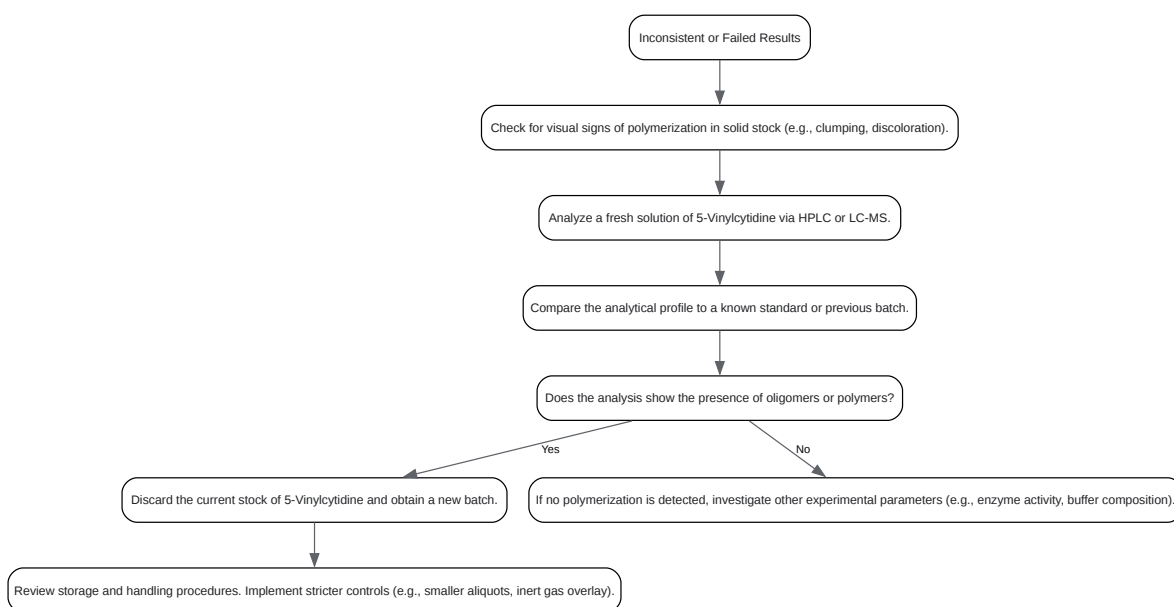 Inconsistent or Failed Results
Check for visual signs of polymerization in solid stock (e.g., clumping, discoloration).
Analyze a fresh solution of 5-Vinylcytidine via HPLC or LC-MS.
Compare the analytical profile to a known standard or previous batch.
Does the analysis show the presence of oligomers or polymers?
Yes
No
Discard the current stock of 5-Vinylcytidine and obtain a new batch.
If no polymerization is detected, investigate other experimental parameters (e.g., enzyme activity, buffer composition).
Review storage and handling procedures. Implement stricter controls (e.g., smaller aliquots, inert gas overlay).